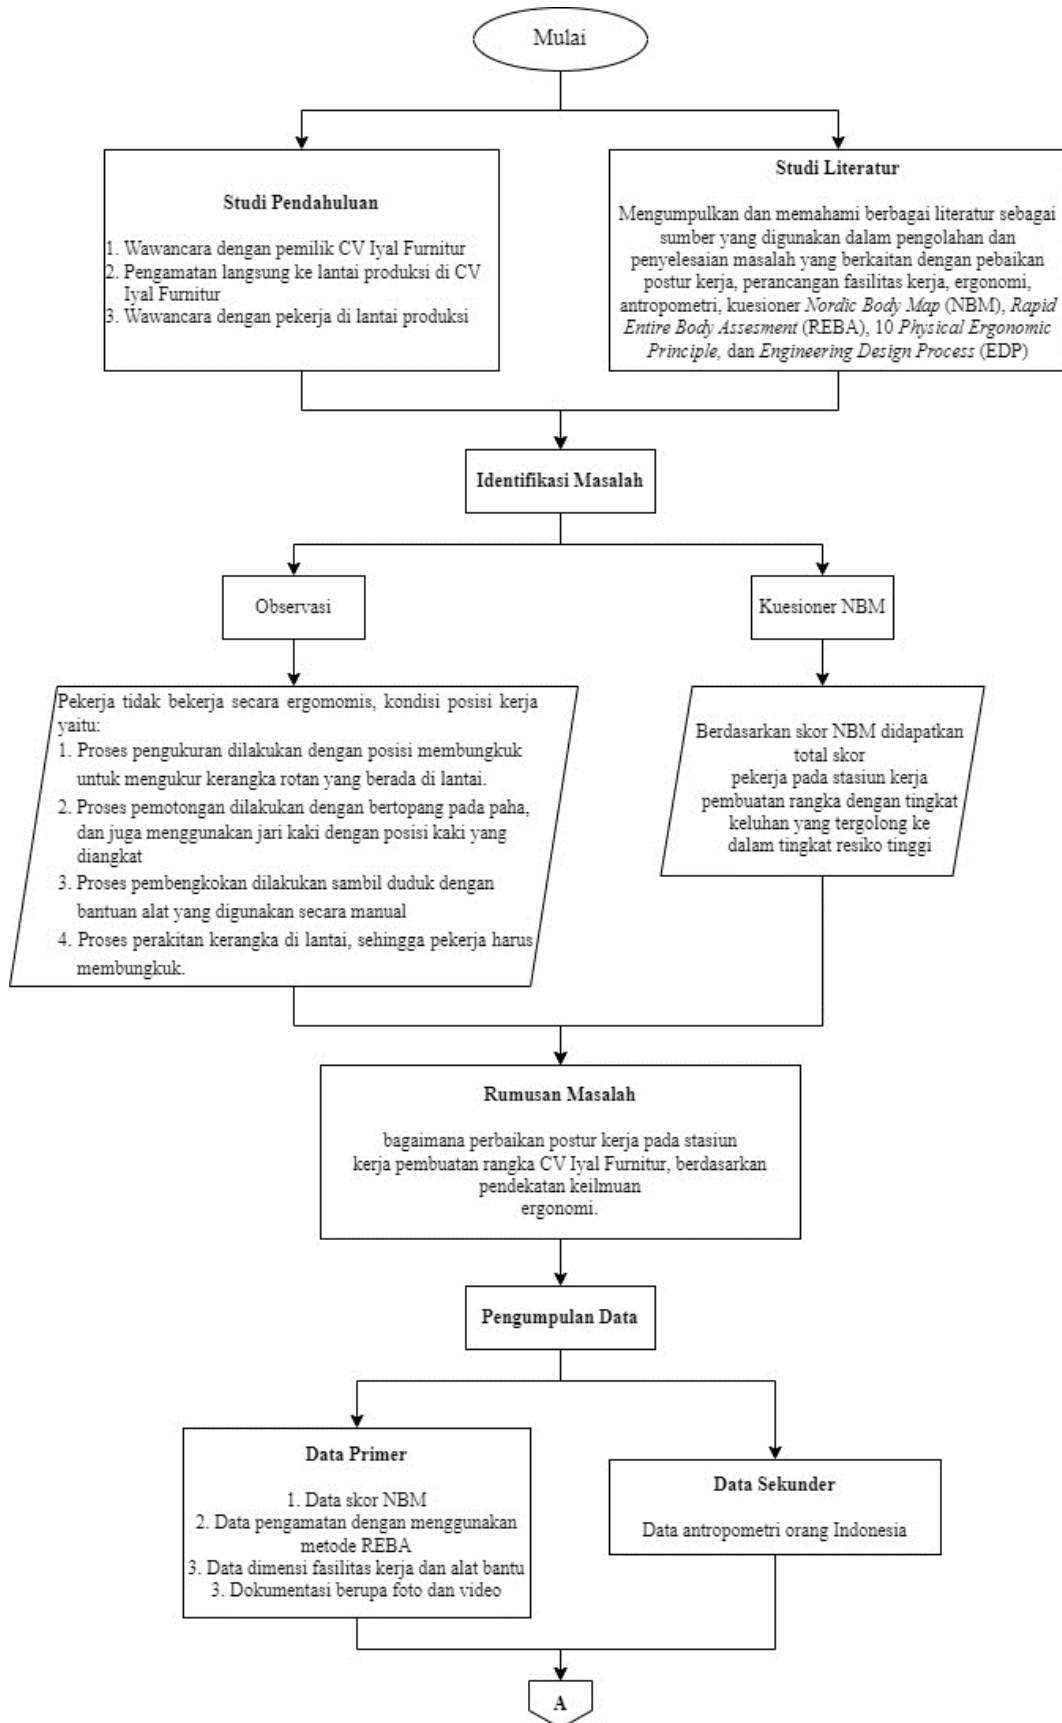 Mulai
Studi Pendahuluan
1. Wawancara dengan pemilik CV Iyal Furnitur
2. Pengamatan langsung ke lantai produksi di CV
Iyal Furnitur
3. Wawancara dengan pekerja di lantai produksi
Studi Literatur
Mengumpulkan dan memahami berbagai literatur sebagai
sumber yang digunakan dalam pengolahan dan
penyelesaian masalah yang berkaitan dengan pebaikan
postur kerja, perancangan fasilitas kerja, ergonomi,
antropometri, kuesioner Nordic Body Map (NBM), Rapid
Entire Body Assesment (REBA), 10 Physical Ergonomic
Principle, dan Engineering Design Process (EDP)
Identifikasi Masalah
Observasi
Kuesioner NBM
Pekerja tidak bekerja secara ergomomis, kondisi posisi kerja
yaitu:
1. Proses pengukuran dilakukan dengan posisi membungkuk
untuk mengukur kerangka rotan yang berada di lantai.
2. Proses pemotongan dilakukan dengan bertopang pada paha,
dan juga menggunakan jari kaki dengan posisi kaki yang
diangkat
3. Proses pembengkokan dilakukan sambil duduk dengan
bantuan alat yang digunakan secara manual
4. Proses perakitan kerangka di lantai, sehingga pekerja harus
membungkuk.
Berdasarkan skor NBM didapatkan
total skor
pekerja pada stasiun kerja
pembuatan rangka dengan tingkat
keluhan yang tergolong ke
dalam tingkat resiko tinggi
Rumusan Masalah
bagaimana perbaikan postur kerja pada stasiun
kerja pembuatan rangka CV Iyal Furnitur, berdasarkan
pendekatan keilmuan
ergonomi.
Pengumpulan Data
Data Primer
1. Data skor NBM
2. Data pengamatan dengan menggunakan
metode REBA
3. Data dimensi fasilitas kerja dan alat bantu
3. Dokumentasi berupa foto dan video
Data Sekunder
Data antropometri orang Indonesia
A